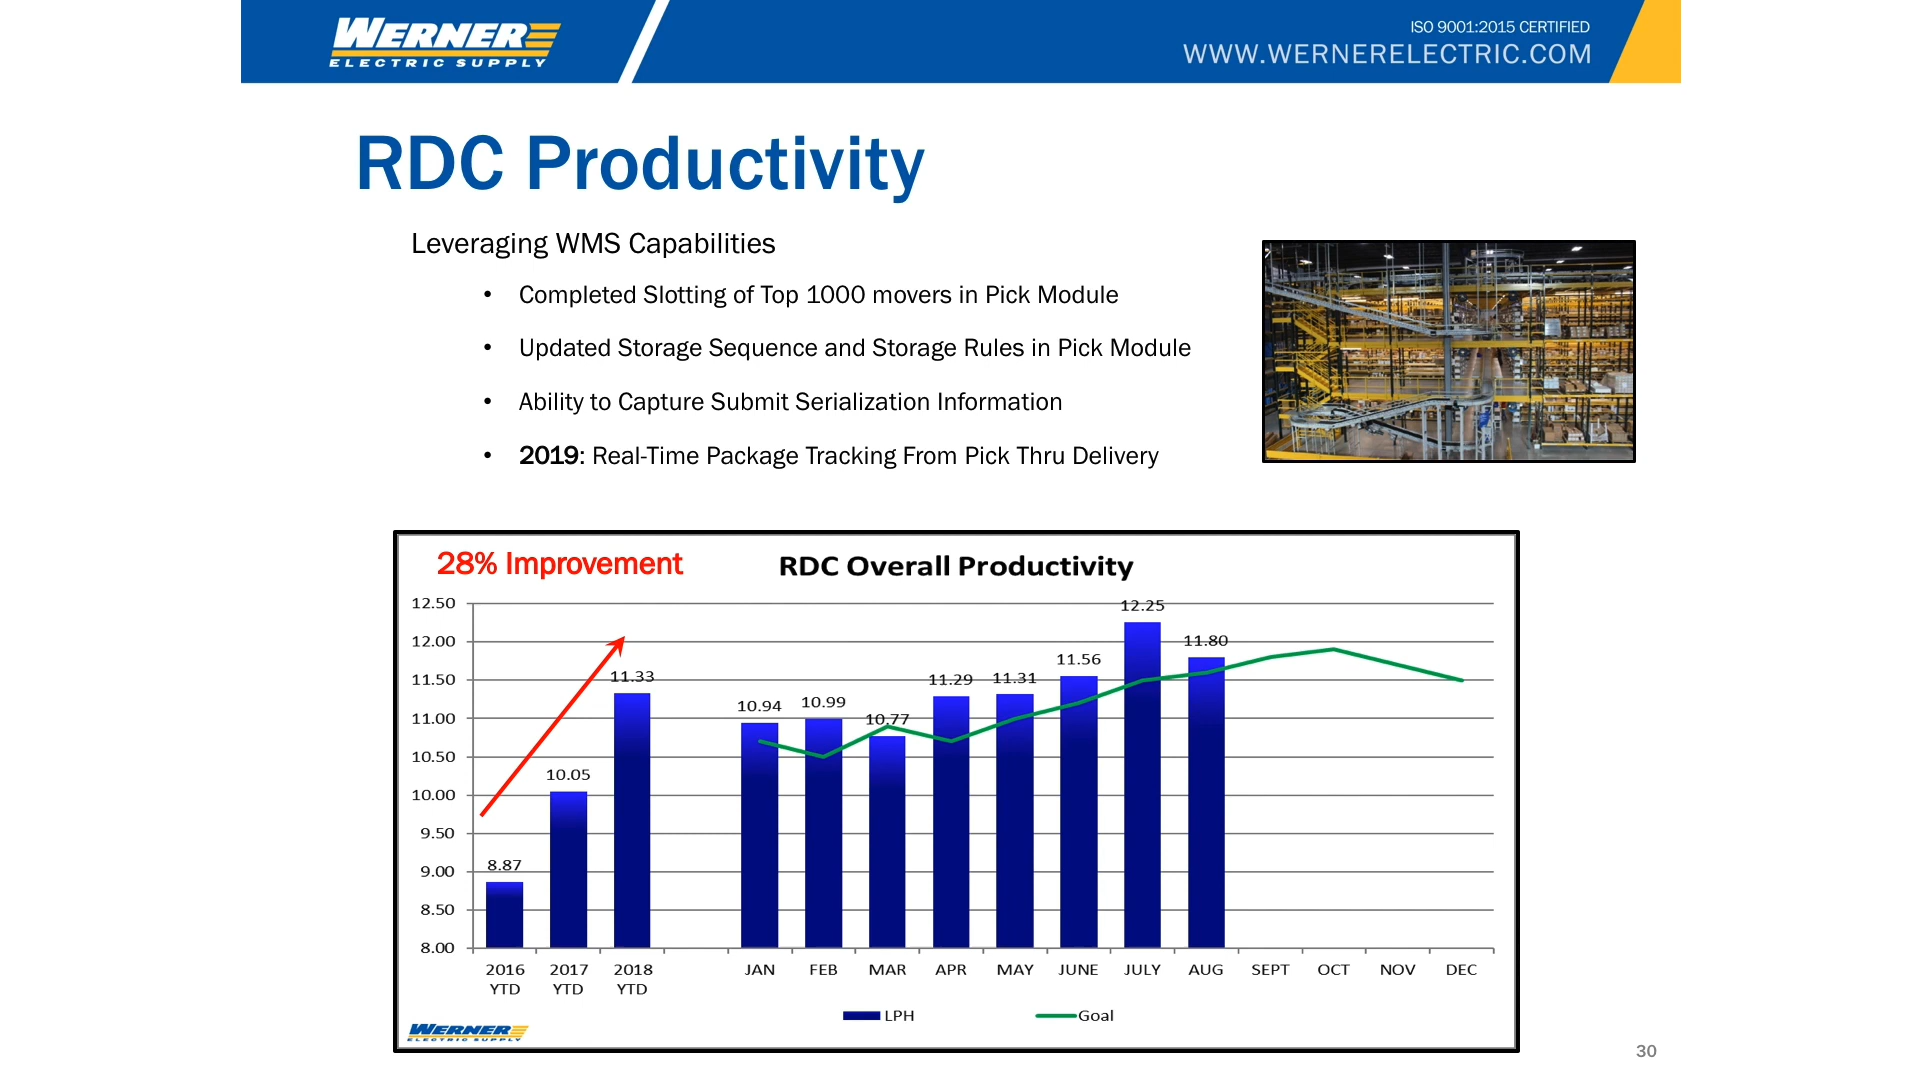 WERNER
ELECTRIC SUPPLY
ISO 9001:2015 CERTIFIED
WWW.WERNERELECTRIC.COM
RDC Productivity
Leveraging WMS Capabilities
• Completed Slotting of Top 1000 movers in Pick Module
• Updated Storage Sequence and Storage Rules in Pick Module
• Ability to Capture Submit Serialization Information
• 2019: Real-Time Package Tracking From Pick Thru Delivery
28% Improvement
RDC Overall Productivity
12.50
12.00
11.50
11.00
10.50
10.00
9.50
9.00
8.50
8.00
8.87
10.05
11.33
10.94
10.99
10.77
11.29
11.31
11.56
12.25
11.80
2016 YTD
2017 YTD
2018 YTD
JAN FEB MAR APR MAY JUNE JULY AUG SEPT OCT NOV DEC
LPH Goal
WERNER
ELECTRIC SUPPLY
30